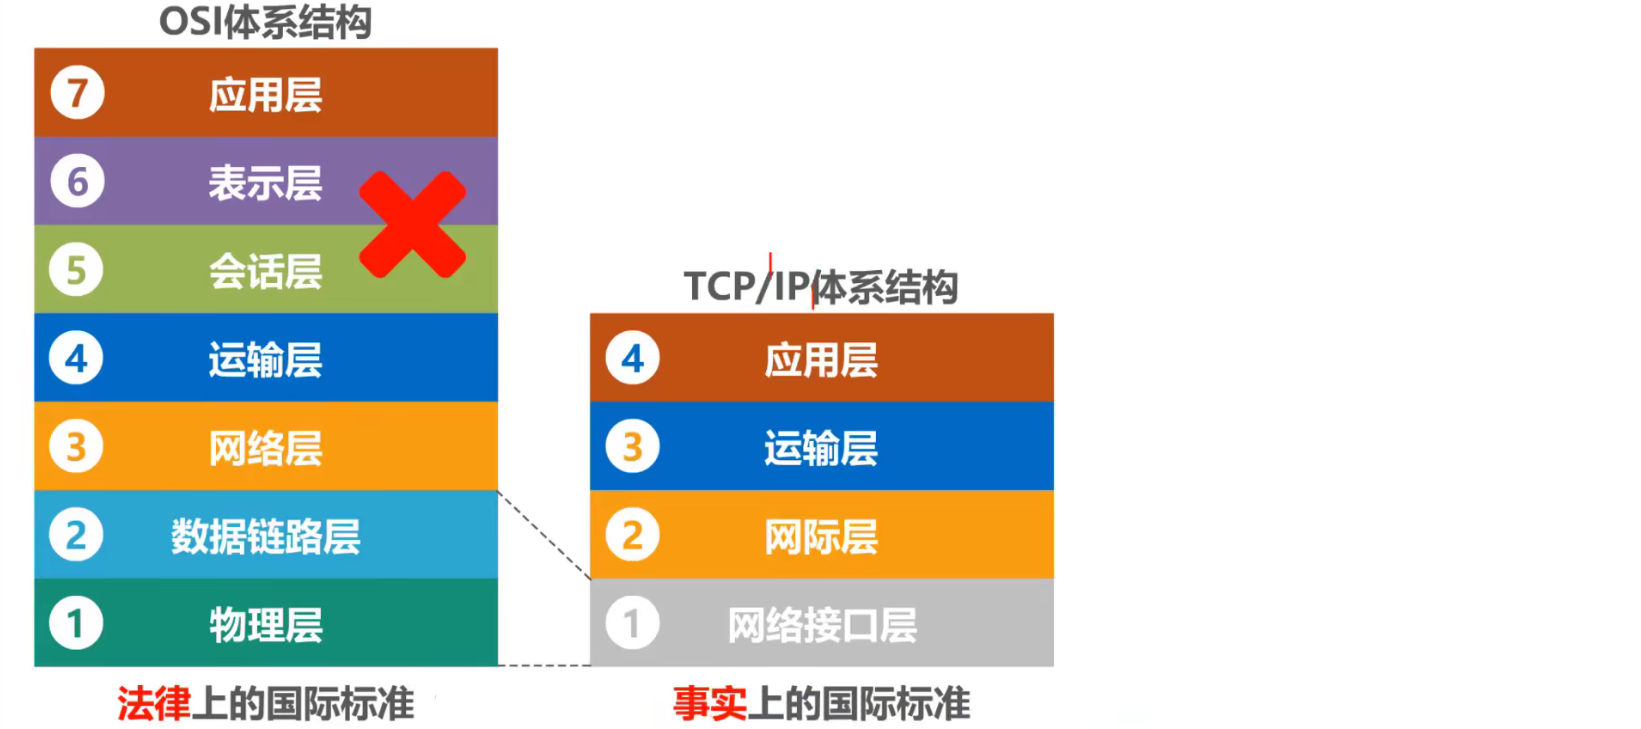 OSI体系结构
7 应用层
6 表示层
5 会话层
4 运输层
3 网络层
2 数据链路层
1 物理层
法律上的国际标准
TCP/IP体系结构
4 应用层
3 运输层
2 网际层
1 网络接口层
事实上的国际标准